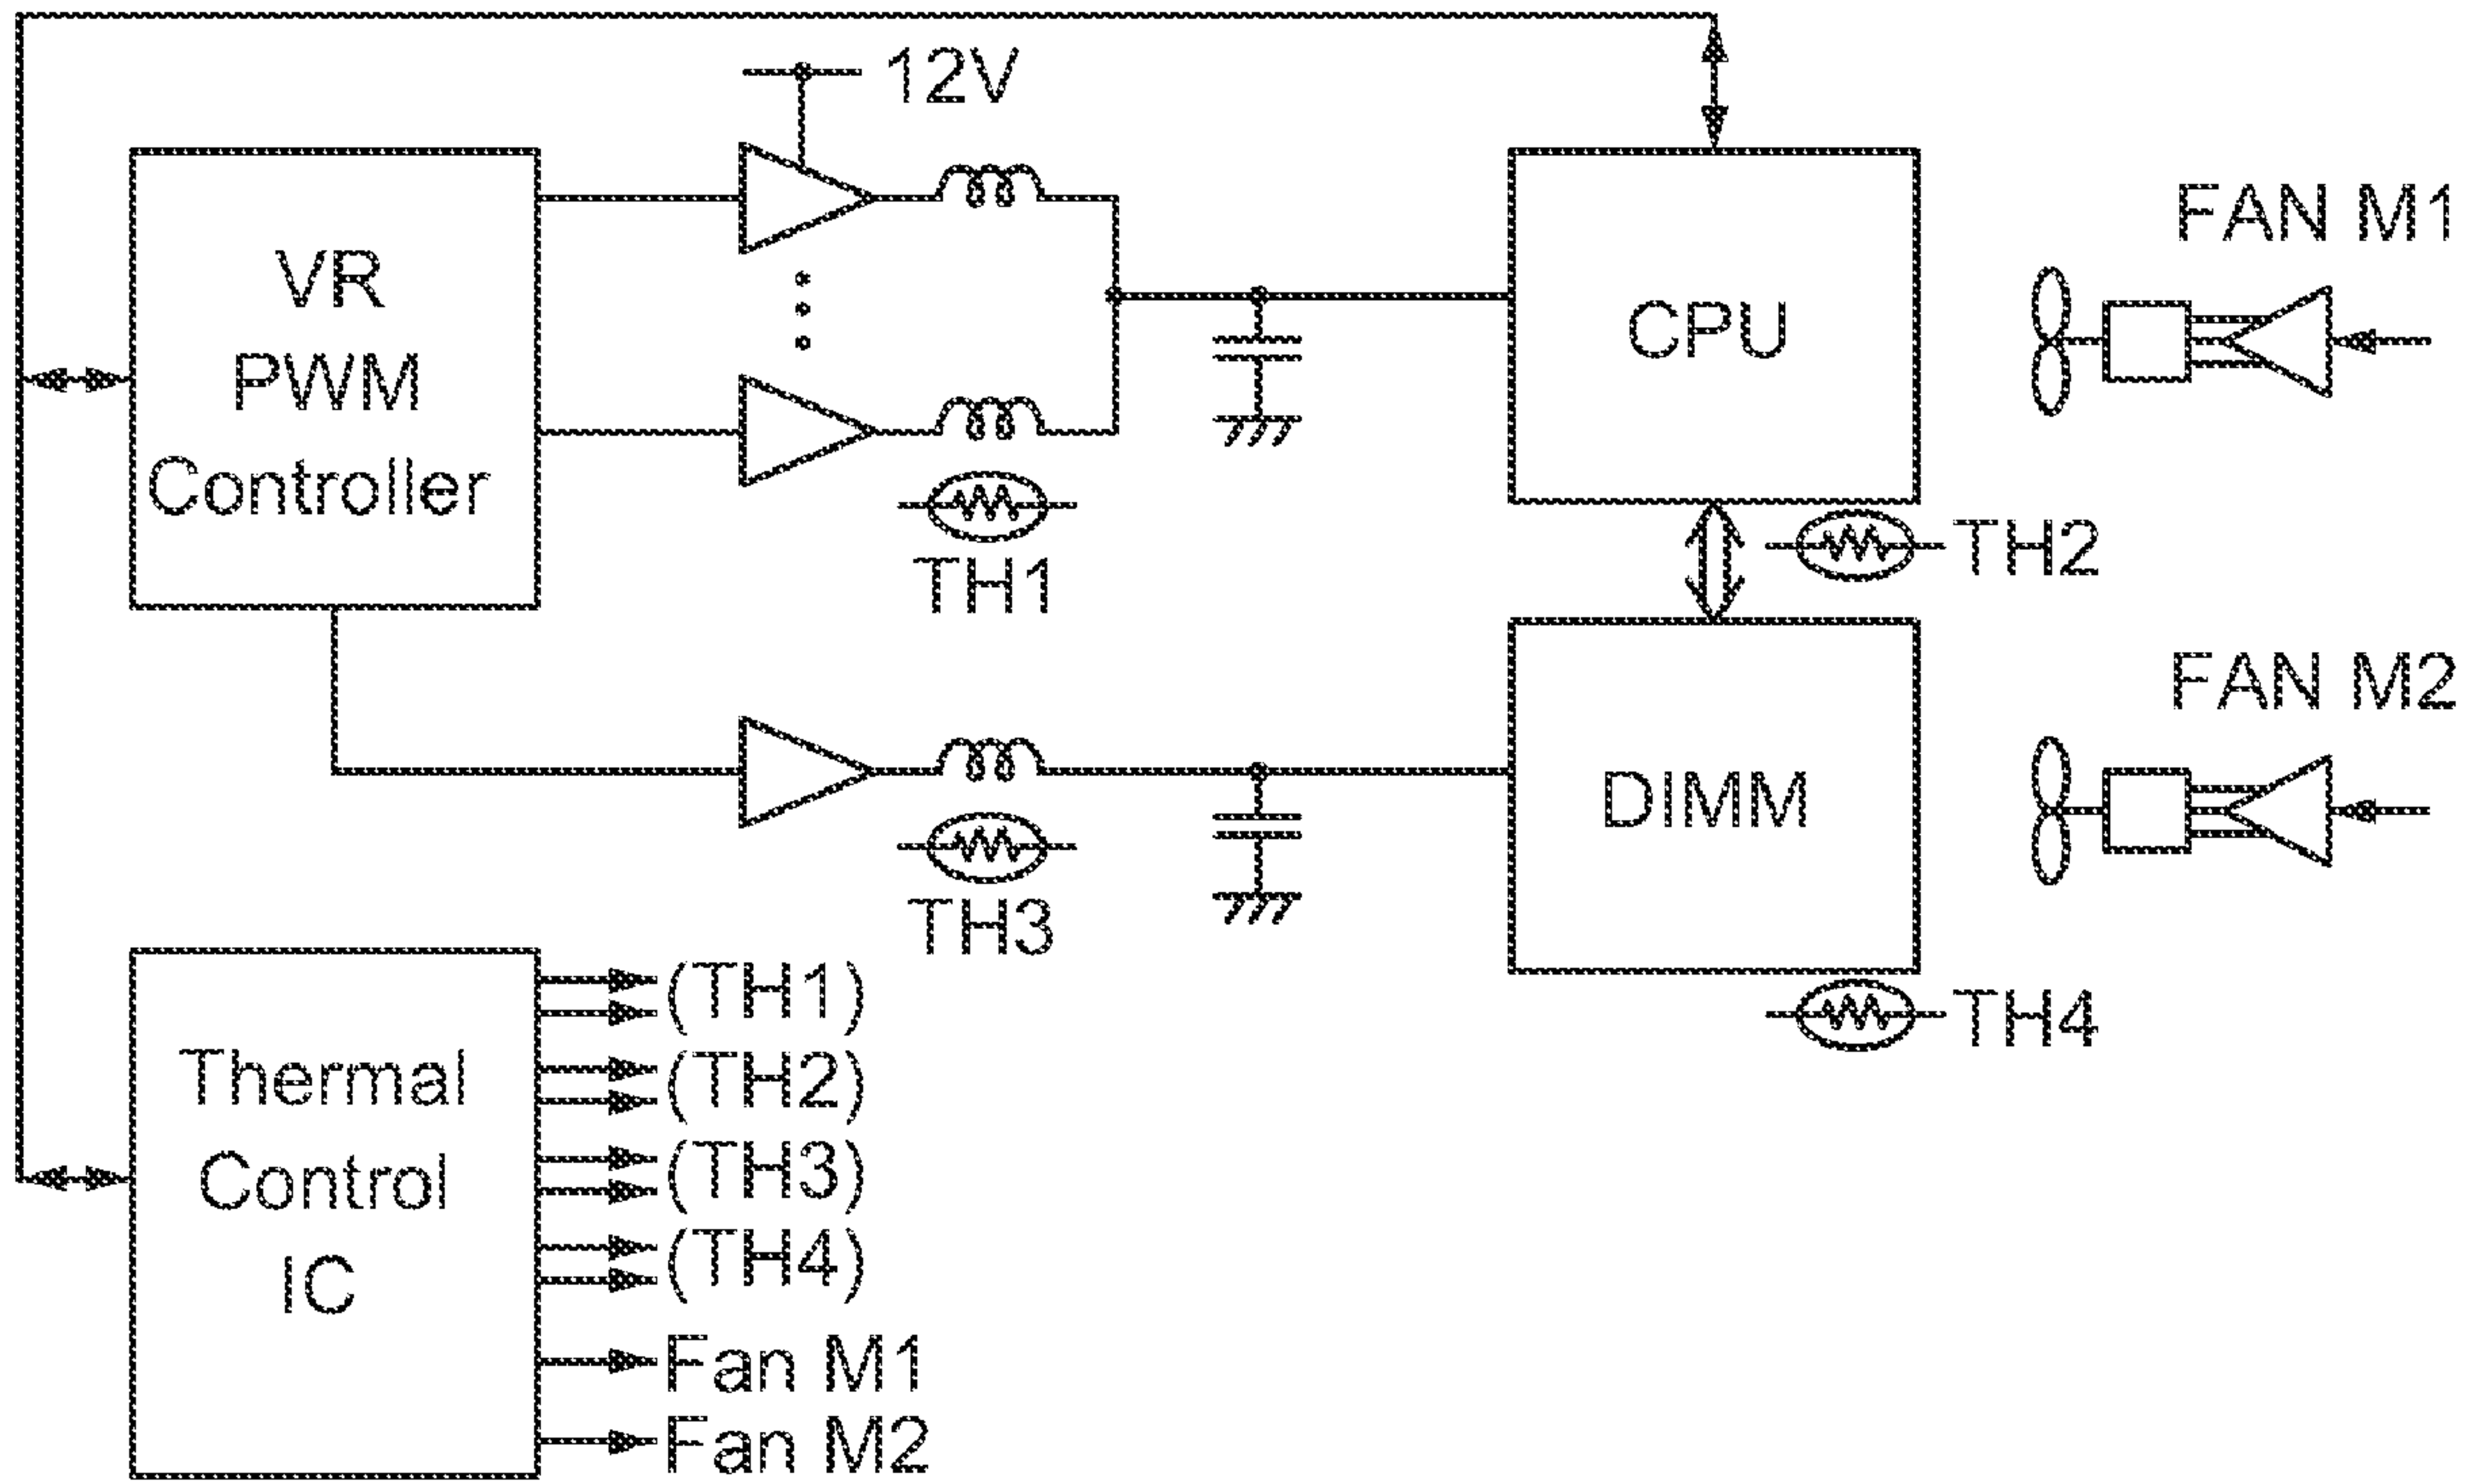 12V
VR
PWM
Controller
CPU
FAN M1
TH1
TH2
FAN M2
DIMM
TH3
TH4
Thermal
Control
IC
(TH1)
(TH2)
(TH3)
(TH4)
Fan M1
Fan M2